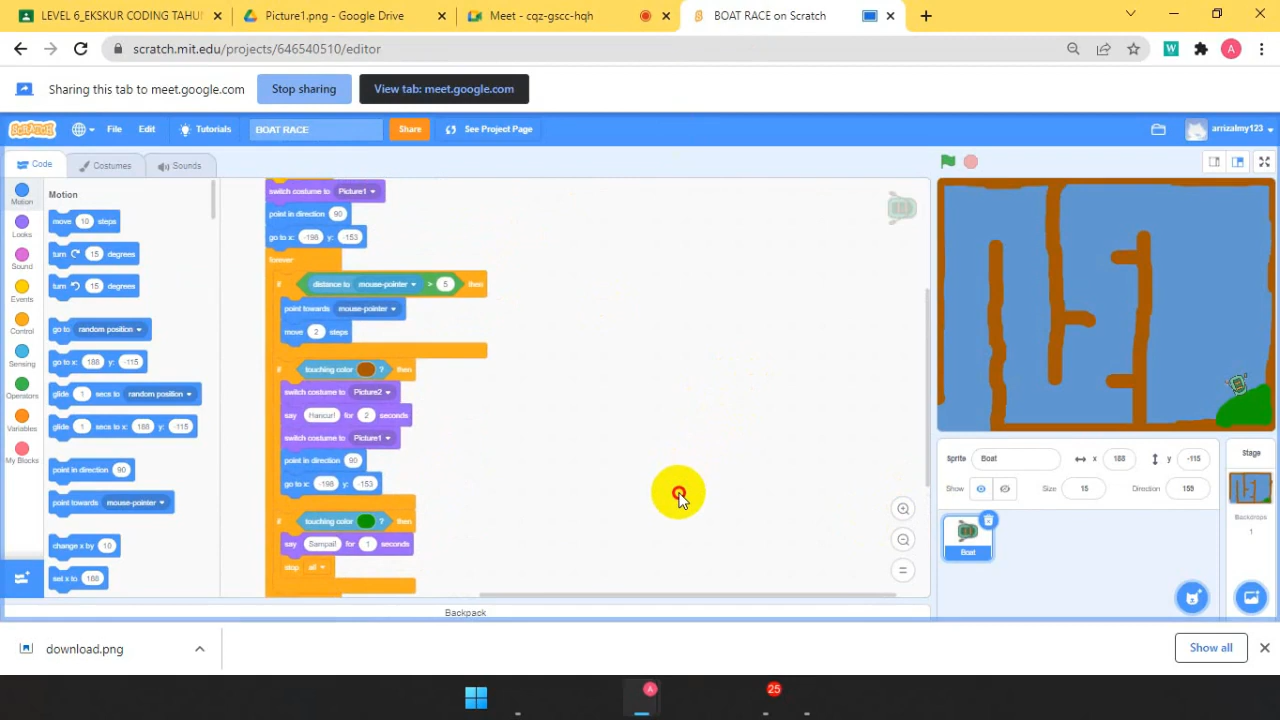 LEVEL 6_EKSKUR CODING TAHU
Picture1.png - Google Drive
Meet - cqz-gscc-hqh
BOAT RACE on Scratch
scratch.mit.edu/projects/646540510/editor
W
A
Sharing this tab to meet.google.com
Stop sharing
View tab: meet.google.com
SCRATCH
File
Edit
Tutorials
BOAT RACE
Share
See Project Page
arrizalmy123
Code
Costumes
Sounds
Motion
Looks
Sound
Events
Control
Sensing
Operators
Variables
My Blocks
Motion
move 10 steps
turn 15 degrees
turn 15 degrees
go to random position
go to x: 188 y: -115
glide 1 secs to random position
glide 1 secs to x: 188 y: -115
point in direction 90
point towards mouse-pointer
change x by 10
set x to 188
switch costume to Picture1
point in direction 90
go to x: -198 y: -153
forever
if distance to mouse-pointer > 5 then
point towards mouse-pointer
move 2 steps
if touching color ? then
switch costume to Picture2
say Hancur! for 2 seconds
switch costume to Picture1
point in direction 90
go to x: -198 y: -153
if touching color ? then
say Sampai! for 1 seconds
stop all
Backpack
Sprite Boat x 188 y -115
Show Size 15 Direction 159
Boat
Stage
Backdrops
1
download.png
Show all
A
25